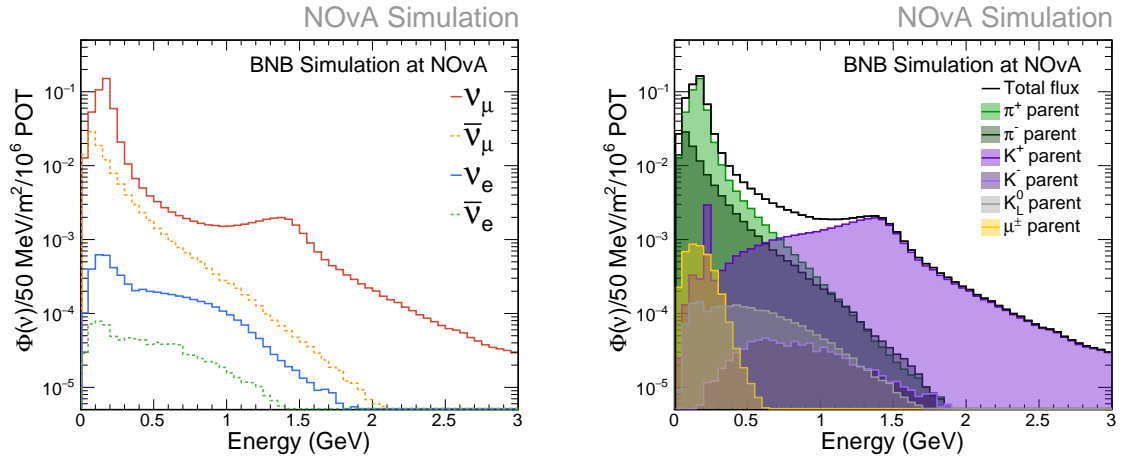 NOvA Simulation
BNB Simulation at NOvA
ν_μ
ν̅_μ
ν_e
ν̅_e
10⁻¹
10⁻²
10⁻³
10⁻⁴
10⁻⁵
Φ(ν)/50 MeV/m²/10⁶ POT
0 0.5 1 1.5 2 2.5 3
Energy (GeV)
NOvA Simulation
BNB Simulation at NOvA
Total flux
π⁺ parent
π⁻ parent
K⁺ parent
K⁻ parent
K⁰_L parent
μ± parent
10⁻¹
10⁻²
10⁻³
10⁻⁴
10⁻⁵
Φ(ν)/50 MeV/m²/10⁶ POT
0 0.5 1 1.5 2 2.5 3
Energy (GeV)